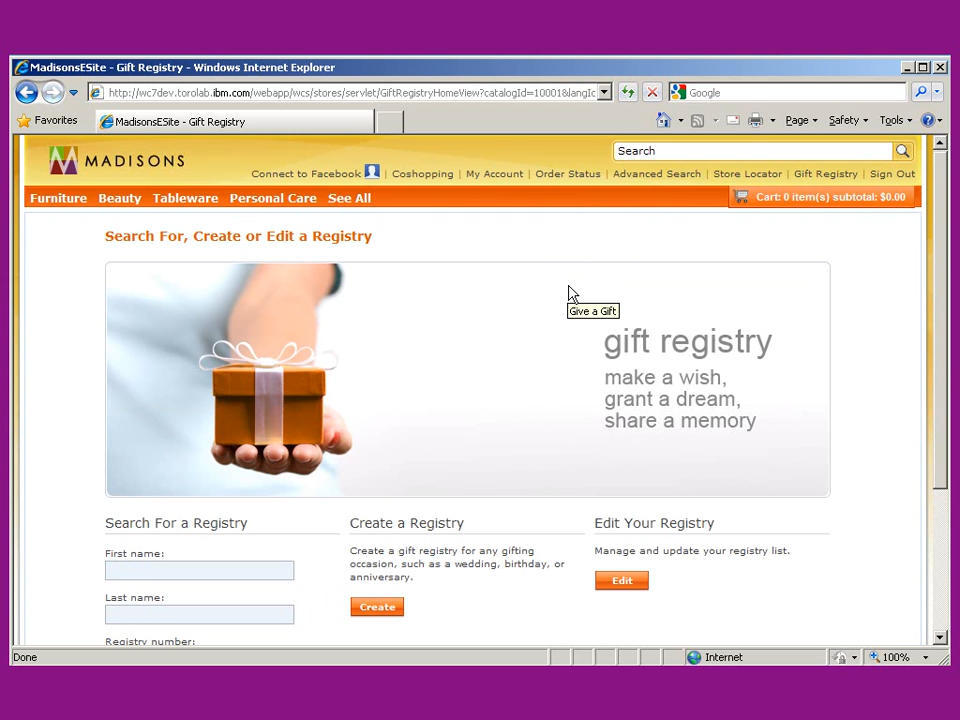 MadisonsESite - Gift Registry - Windows Internet Explorer
http://wc7dev.torolab.ibm.com/webapp/wcs/stores/servlet/GiftRegistryHomeView?catalogId=10001&langId
Google
Favorites
MadisonsESite - Gift Registry
Page
Safety
Tools
MADISONS
Search
Connect to Facebook | Coshopping | My Account | Order Status | Advanced Search | Store Locator | Gift Registry | Sign Out
Furniture Beauty Tableware Personal Care See All
Cart: 0 item(s) subtotal: $0.00
Search For, Create or Edit a Registry
Give a Gift
gift registry
make a wish,
grant a dream,
share a memory
Search For a Registry
First name:
Last name:
Registry number:
Create a Registry
Create a gift registry for any gifting
occasion, such as a wedding, birthday, or
anniversary.
Create
Edit Your Registry
Manage and update your registry list.
Edit
Done
Internet
100%